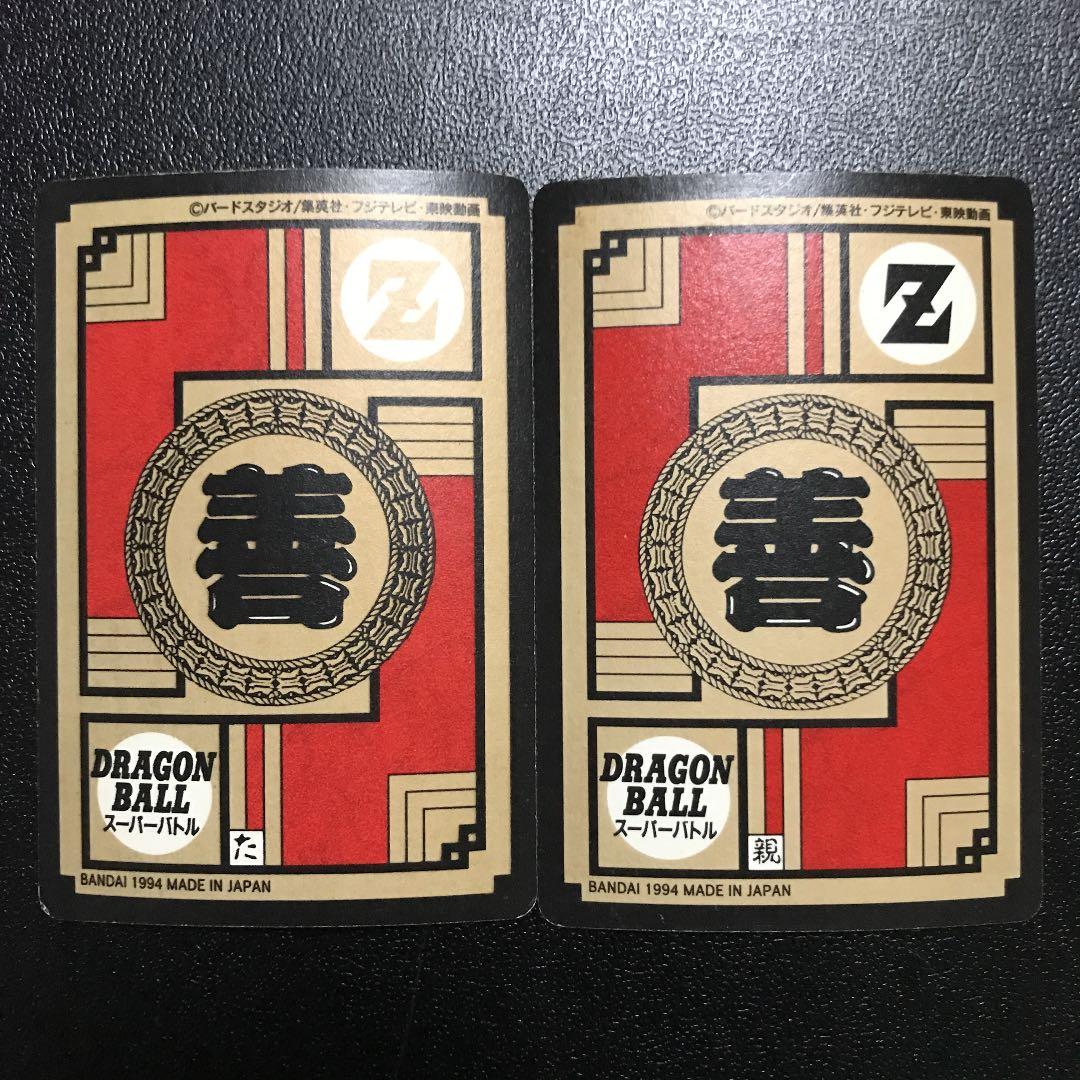 ©バードスタジオ/集英社・フジテレビ・東映動画
Z
善
DRAGON
BALL
スーパーバトル
た
BANDAI 1994 MADE IN JAPAN
©バードスタジオ/集英社・フジテレビ・東映動画
Z
善
DRAGON
BALL
スーパーバトル
親
BANDAI 1994 MADE IN JAPAN